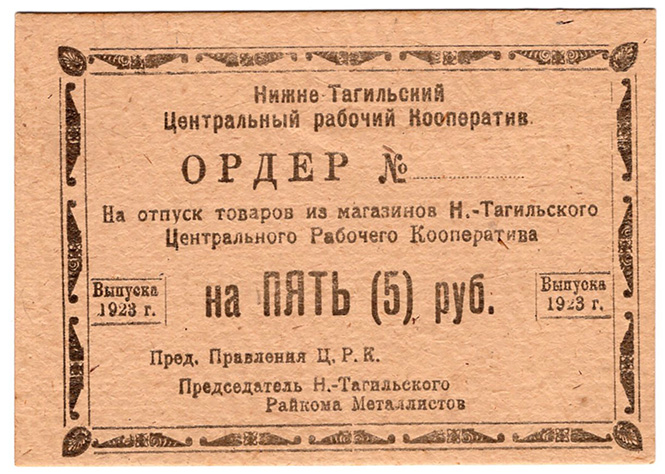 Нижне-Тагильский
Центральный рабочий Кооператив.
ОРДЕР №
На отпуск товаров из магазинов Н.-Тагильского
Центрального Рабочего Кооператива
Выпуска
1923 г.
на ПЯТЬ (5) руб.
Выпуска
1923 г.
Пред. Правления Ц. Р. К.
Председатель Н.-Тагильского
Райкома Металлистов